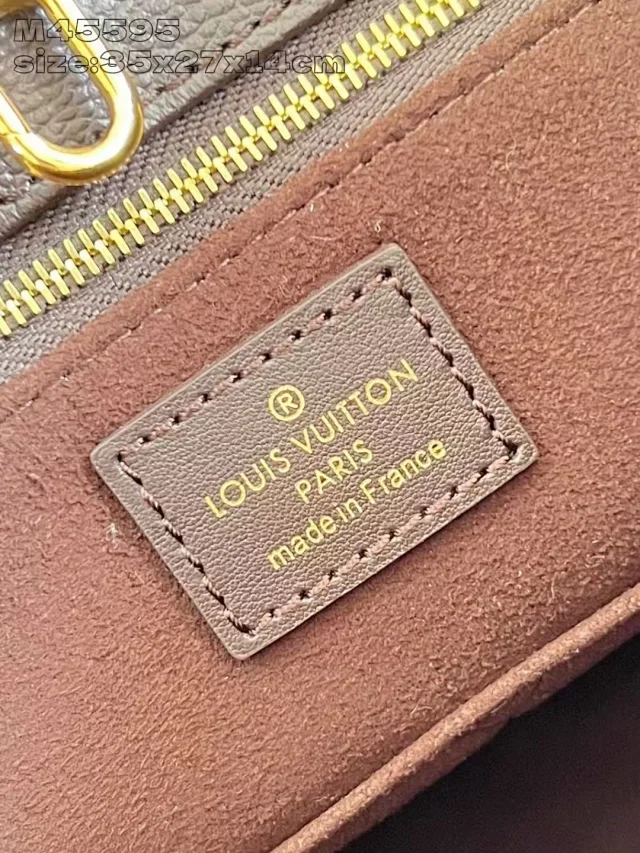 M45595
size:35x27x14cm
®
LOUIS VUITTON
PARIS
made in France